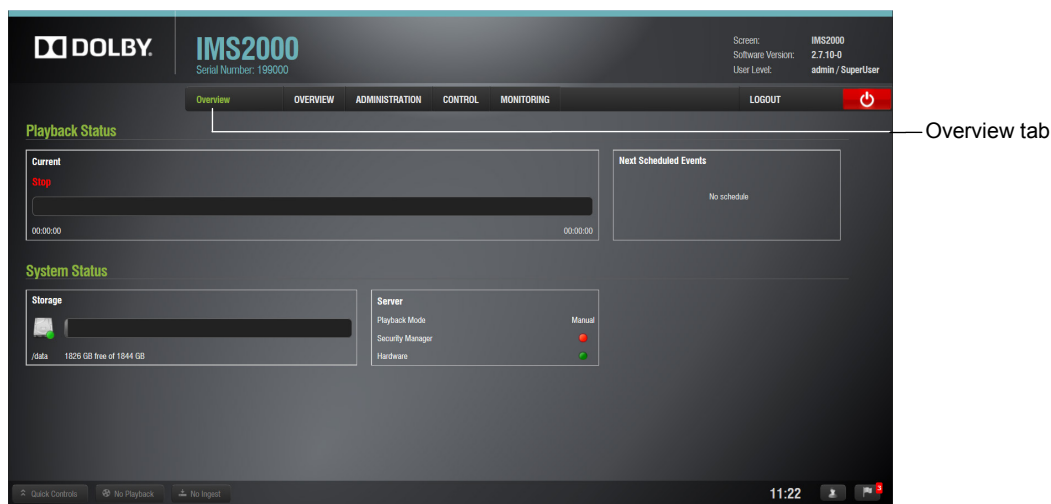 DOLBY.
IMS2000
Serial Number: 199000
Screen: IMS2000
Software Version: 2.7.10-0
User Level: admin / SuperUser
Overview OVERVIEW ADMINISTRATION CONTROL MONITORING LOGOUT
Overview tab
Playback Status
Current
Stop
00:00:00 00:00:00
Next Scheduled Events
No schedule
System Status
Storage
/data 1826 GB free of 1844 GB
Server
Playback Mode Manual
Security Manager
Hardware
Quick Controls No Playback No Ingest 11:22 3